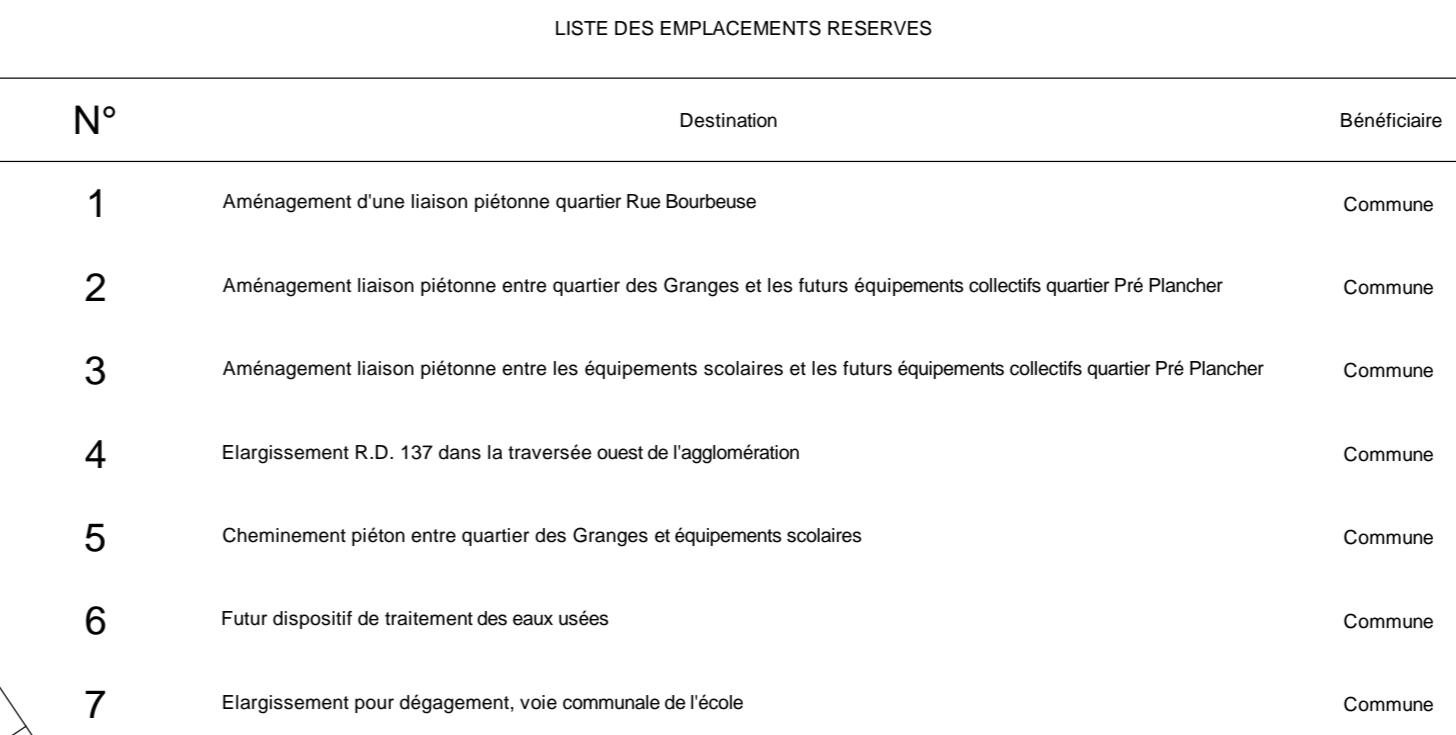 LISTE DES EMPLACEMENTS RESERVES
N° Destination Bénéficiaire
1 Aménagement d'une liaison piétonne quartier Rue Bourbeuse Commune
2 Aménagement liaison piétonne entre quartier des Granges et les futurs équipements collectifs quartier Pré Plancher Commune
3 Aménagement liaison piétonne entre les équipements scolaires et les futurs équipements collectifs quartier Pré Plancher Commune
4 Elargissement R.D. 137 dans la traversée ouest de l'agglomération Commune
5 Cheminement piéton entre quartier des Granges et équipements scolaires Commune
6 Futur dispositif de traitement des eaux usées Commune
7 Elargissement pour dégagement, voie communale de l'école Commune